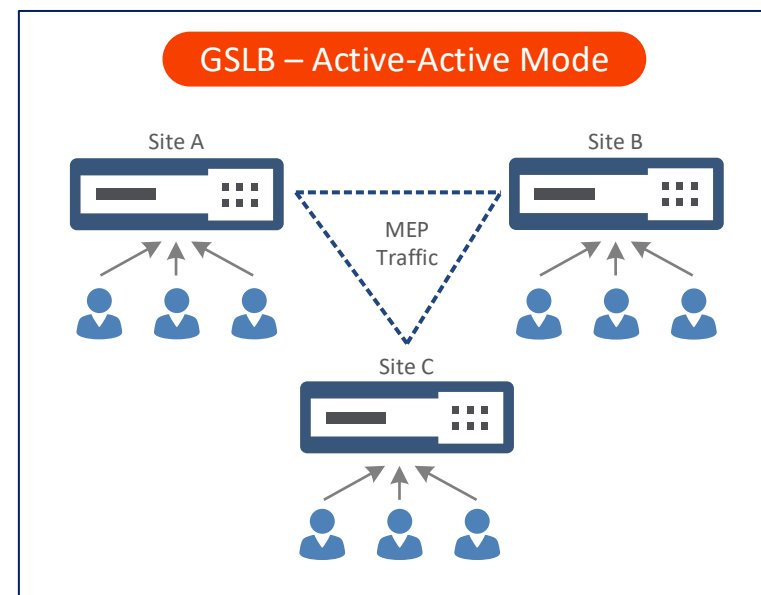 GSLB – Active-Active Mode
Site A
Site B
MEP
Traffic
Site C